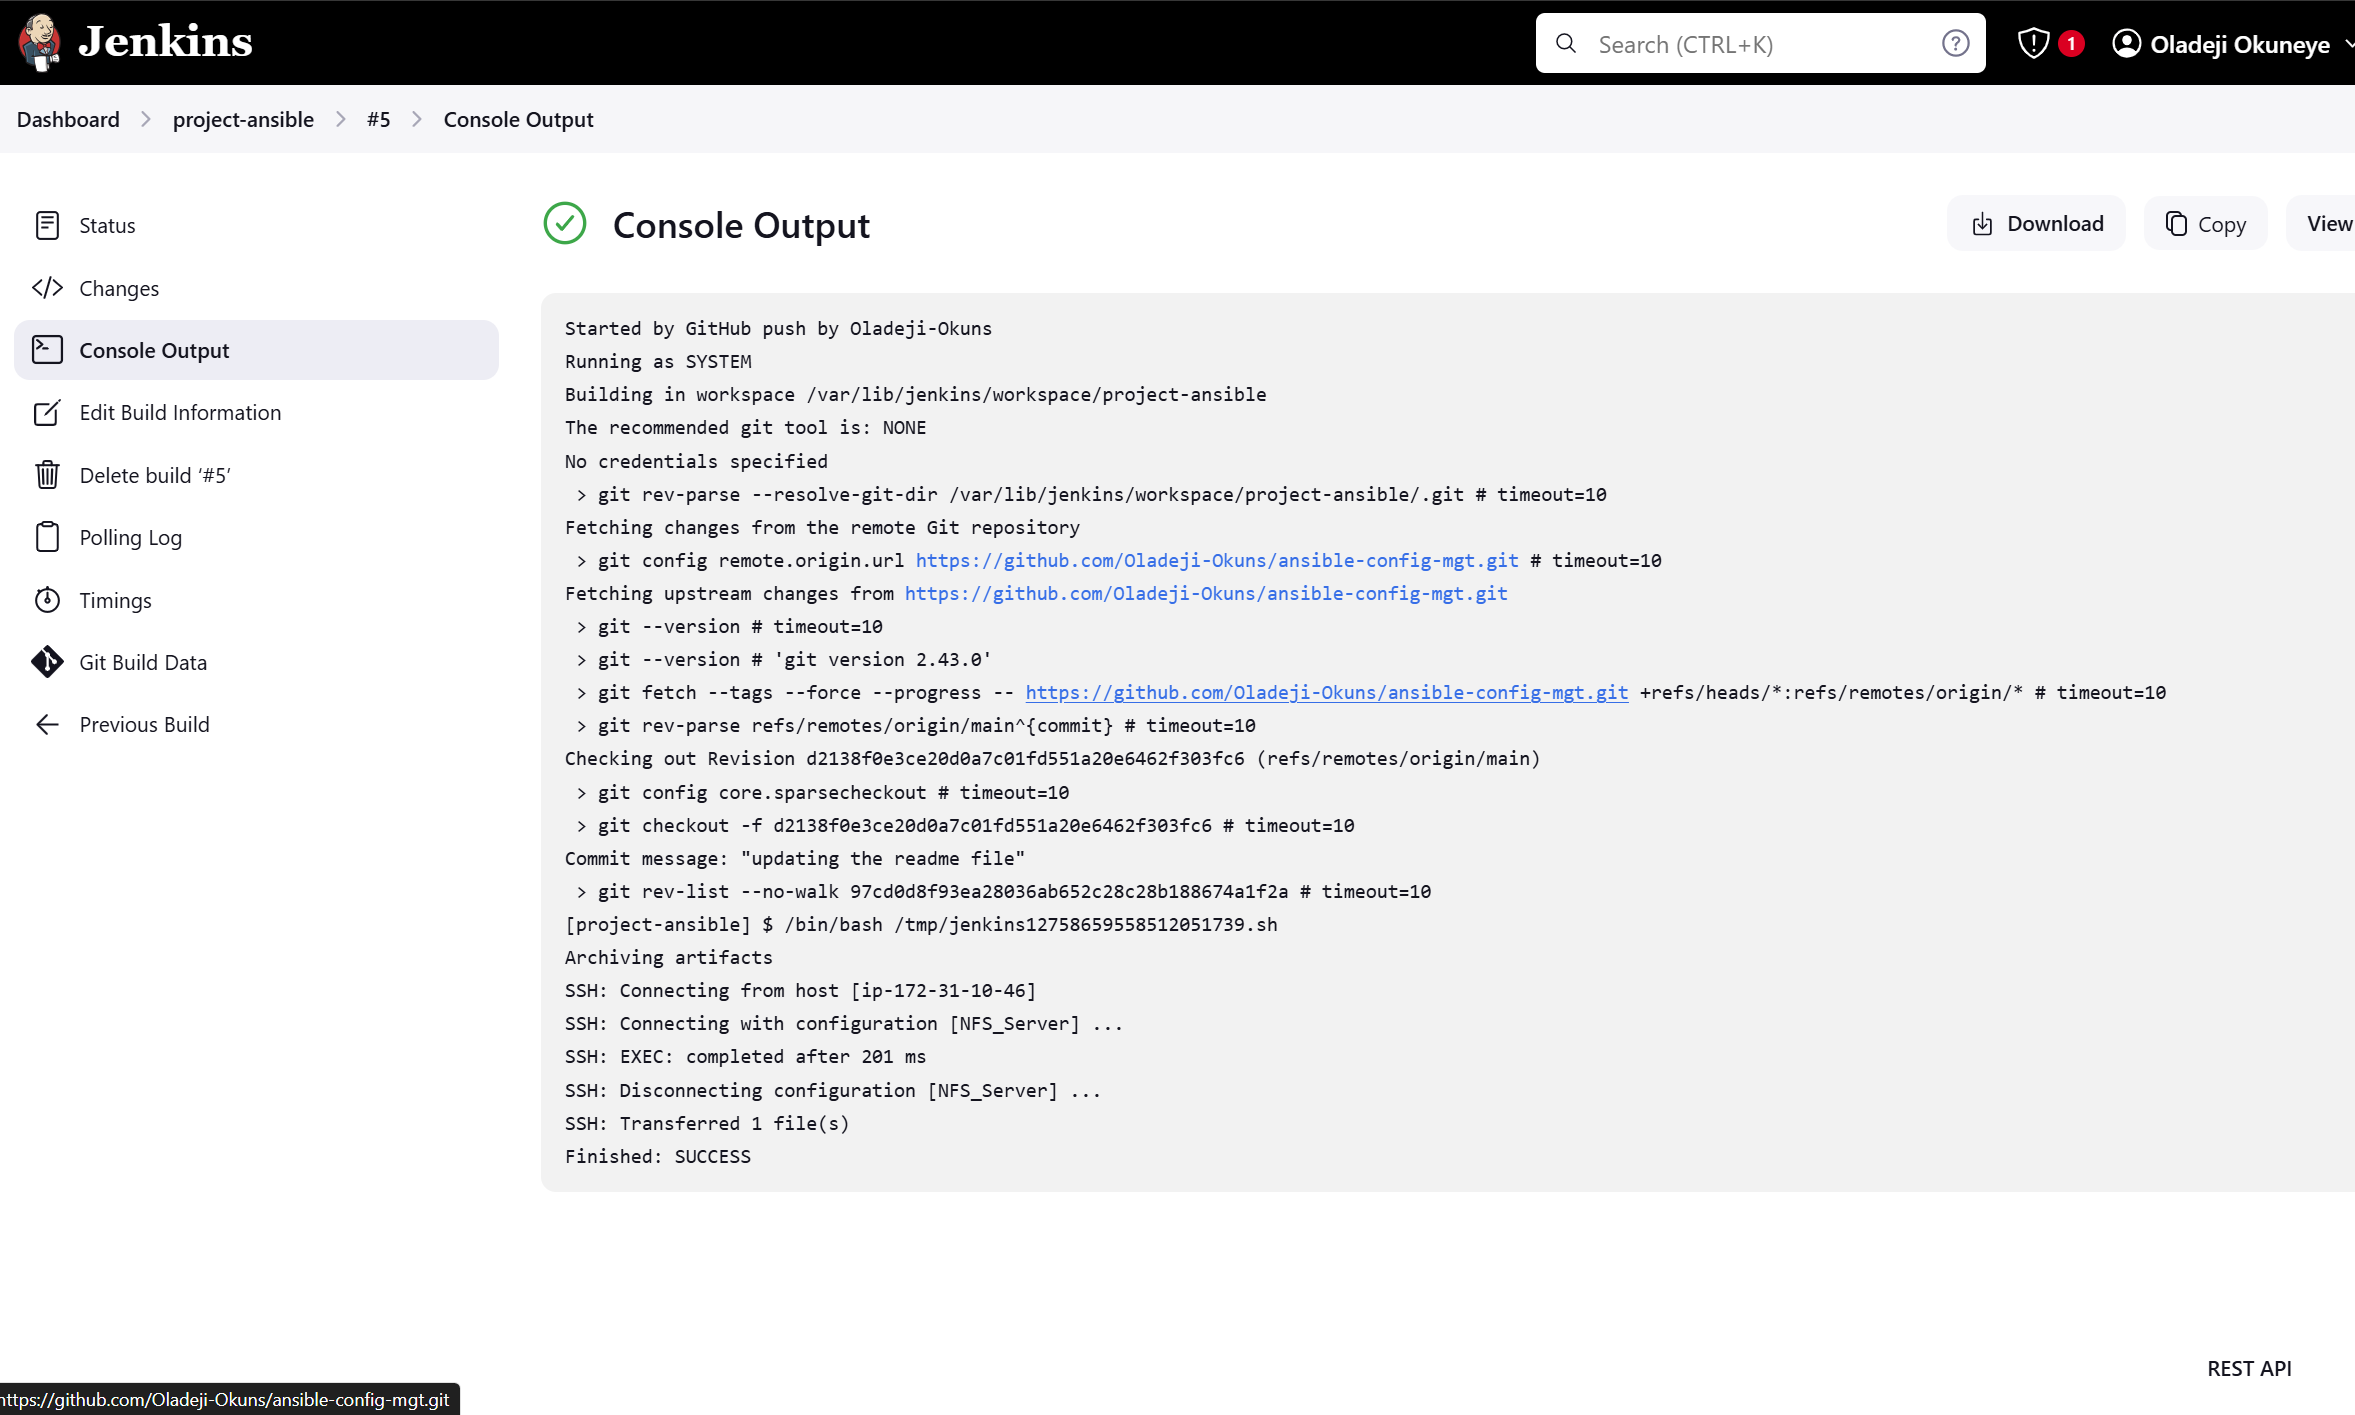 Jenkins
Search (CTRL+K)
1
Oladeji Okuneye
Dashboard
project-ansible
#5
Console Output
Status
Changes
Console Output
Edit Build Information
Delete build ‘#5’
Polling Log
Timings
Git Build Data
Previous Build
Console Output
Download
Copy
View
Started by GitHub push by Oladeji-Okuns
Running as SYSTEM
Building in workspace /var/lib/jenkins/workspace/project-ansible
The recommended git tool is: NONE
No credentials specified
> git rev-parse --resolve-git-dir /var/lib/jenkins/workspace/project-ansible/.git # timeout=10
Fetching changes from the remote Git repository
> git config remote.origin.url https://github.com/Oladeji-Okuns/ansible-config-mgt.git # timeout=10
Fetching upstream changes from https://github.com/Oladeji-Okuns/ansible-config-mgt.git
> git --version # timeout=10
> git --version # 'git version 2.43.0'
> git fetch --tags --force --progress -- https://github.com/Oladeji-Okuns/ansible-config-mgt.git +refs/heads/*:refs/remotes/origin/* # timeout=10
> git rev-parse refs/remotes/origin/main^{commit} # timeout=10
Checking out Revision d2138f0e3ce20d0a7c01fd551a20e6462f303fc6 (refs/remotes/origin/main)
> git config core.sparsecheckout # timeout=10
> git checkout -f d2138f0e3ce20d0a7c01fd551a20e6462f303fc6 # timeout=10
Commit message: "updating the readme file"
> git rev-list --no-walk 97cd0d8f93ea28036ab652c28c28b188674a1f2a # timeout=10
[project-ansible] $ /bin/bash /tmp/jenkins12758659558512051739.sh
Archiving artifacts
SSH: Connecting from host [ip-172-31-10-46]
SSH: Connecting with configuration [NFS_Server] ...
SSH: EXEC: completed after 201 ms
SSH: Disconnecting configuration [NFS_Server] ...
SSH: Transferred 1 file(s)
Finished: SUCCESS
REST API
https://github.com/Oladeji-Okuns/ansible-config-mgt.git